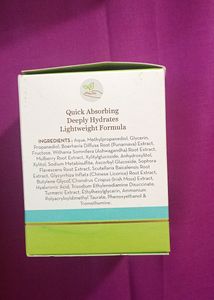 Quick Absorbing
Deeply Hydrates
Lightweight Formula
INGREDIENTS : Aqua, Methylpropanediol, Glycerin,
Propanediol, Boerhavia Diffusa Root (Punarnava) Extract,
Fructose, Withania Somnifera (Ashwagandha) Root Extract,
Mulberry Root Extract, Xylitylglucoside, Anhydroxylitol,
Xylitol, Sodium Metabisulfite, Ascorbyl Glucoside, Sophora
Flavescens Root Extract, Scutellaria Baicalensis Root
Extract, Glycyrrhiza Inflata (Chinese Licorice) Root Extract,
Butylene Glycol, Chondrus Crispus (Irish Moss) Extract,
Hyaluronic Acid, Trisodium Ethylenediamine Disuccinate,
Turmeric Extract, Ethylhexylglycerin, Ammonium
Polyacryloyldimethyl Taurate, Phenoxyethanol &
Tromethamine.